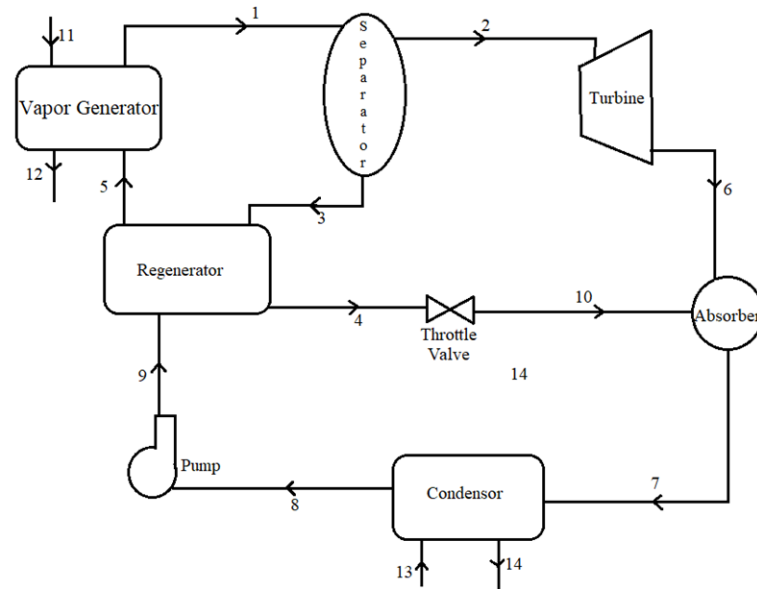 1
2
11
Separator
Vapor Generator
Turbine
12
5
3
6
Regenerator
10
4
Absorber
Throttle
Valve
9
14
Pump
Condensor
7
8
13
14